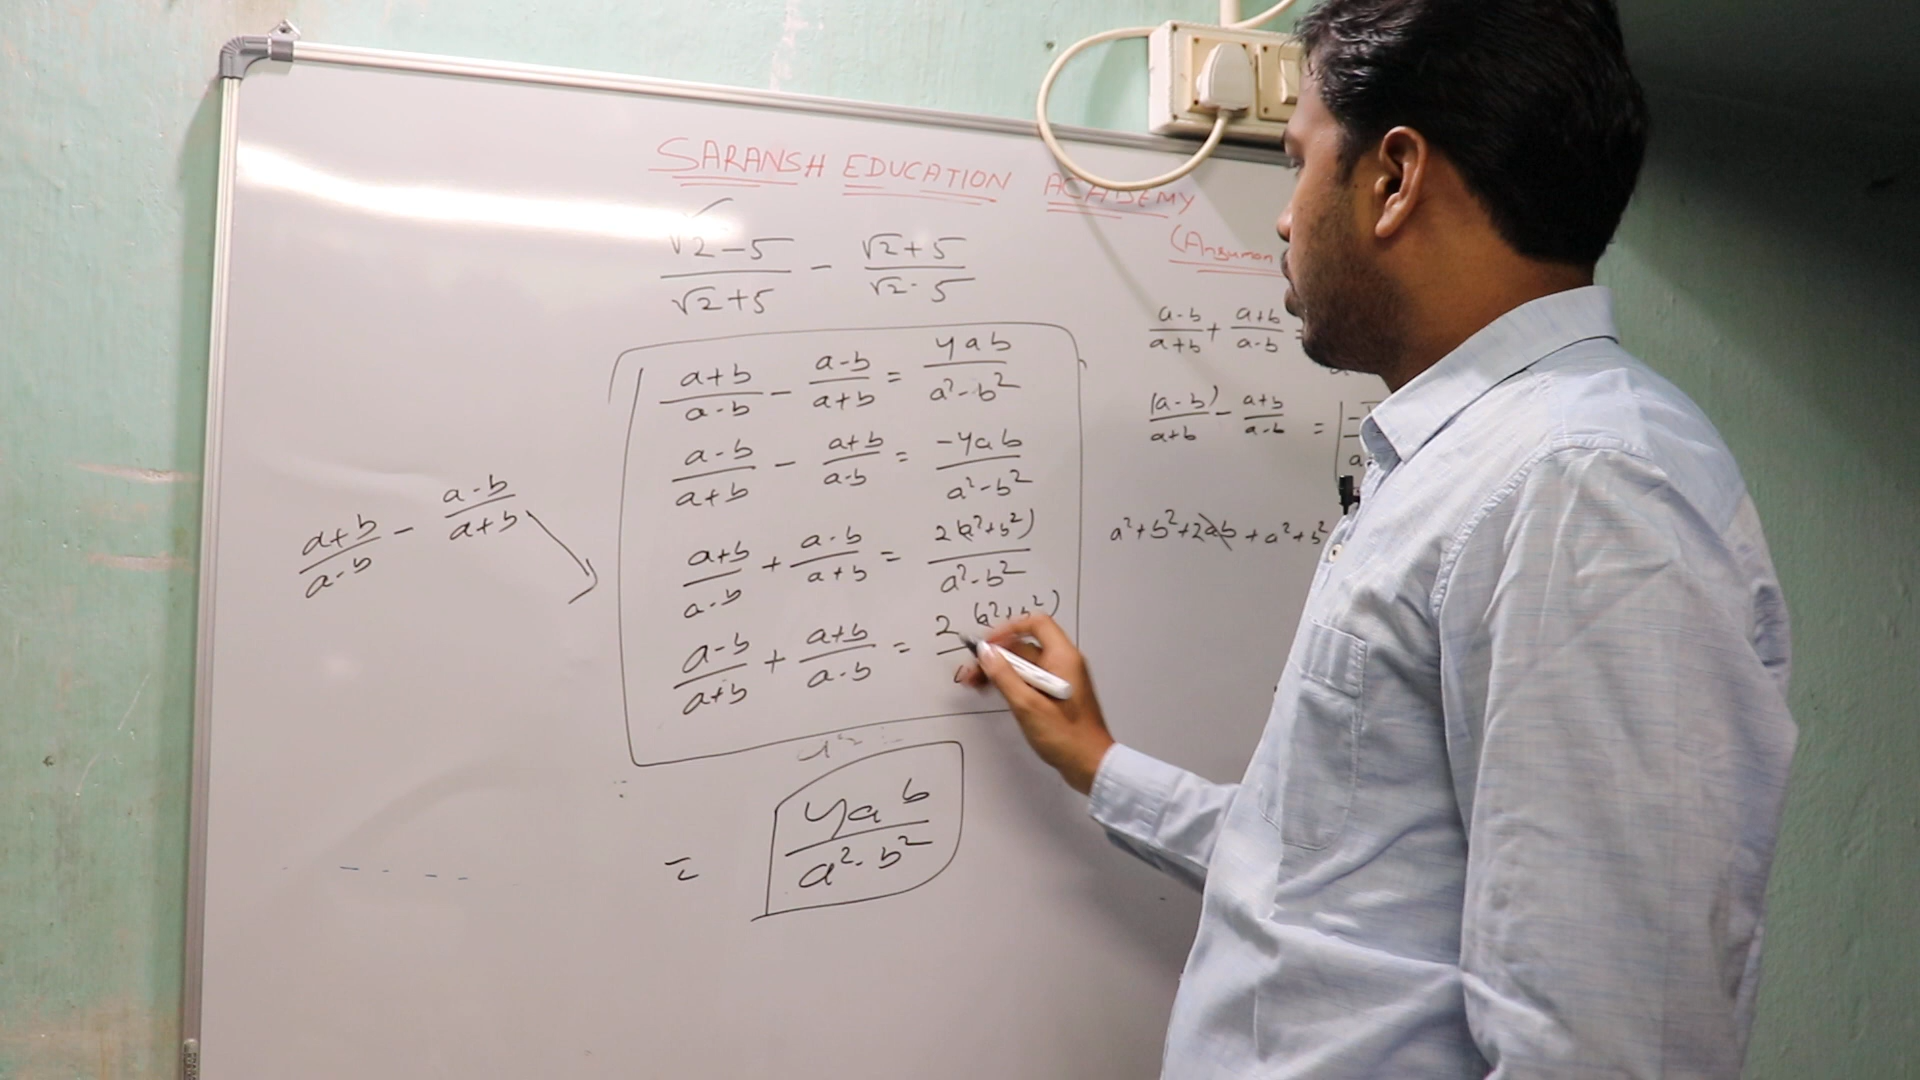 SARANSH EDUCATION ACADEMY
(Anguman
√2-5/√2+5 - √2+5/√2-5
a+b/a-b - a-b/a+b = 4ab/a²-b²
a-b/a+b - a+b/a-b = -4ab/a²-b²
a+b/a-b + a-b/a+b = 2(a²+b²)/a²-b²
a-b/a+b + a+b/a-b = 2(a²+b²)
= 4ab/a²-b²
a+b/a-b - a-b/a+b
a-b/a+b + a+b/a-b =
(a-b)/a+b - a+b/a-b =
a²+b²+2ab+a²+b²